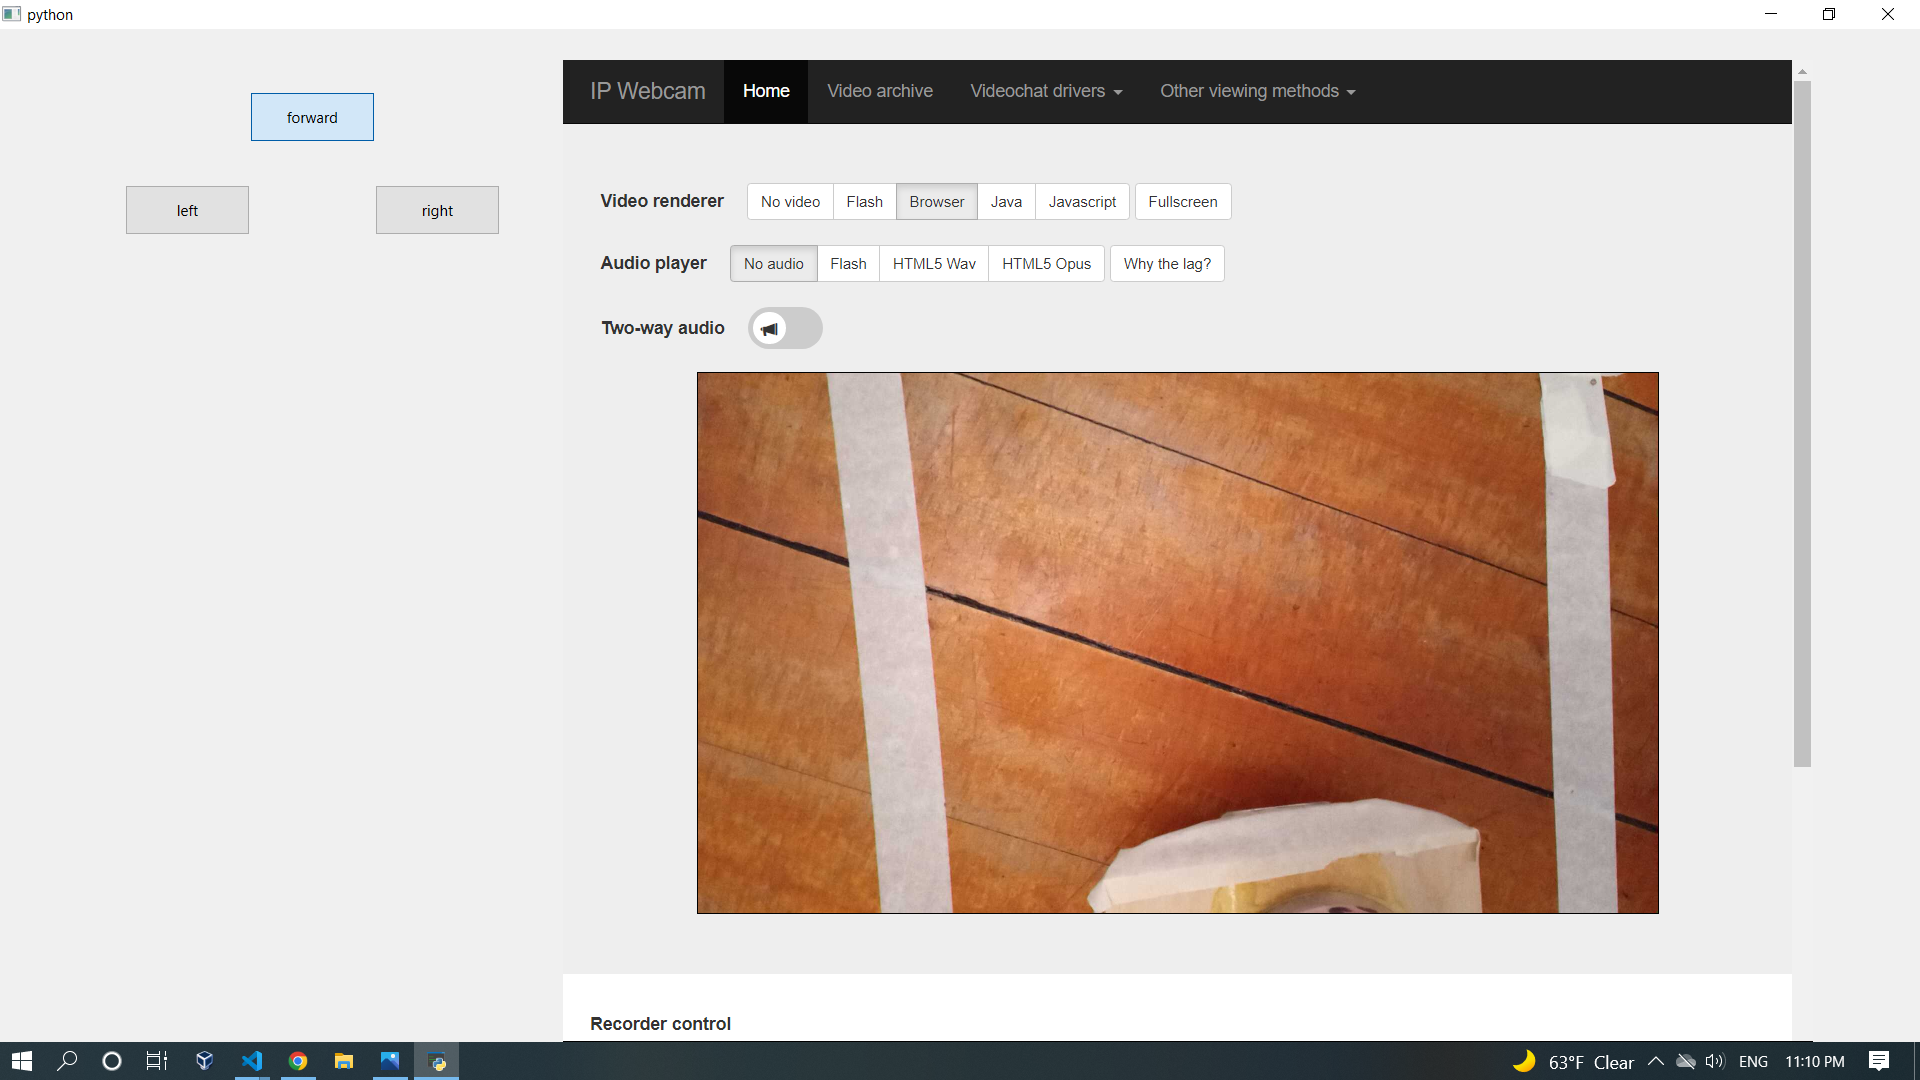 python
forward
left right
IP Webcam Home Video archive Videochat drivers Other viewing methods
Video renderer No video Flash Browser Java Javascript Fullscreen
Audio player No audio Flash HTML5 Wav HTML5 Opus Why the lag?
Two-way audio
Recorder control
63°F Clear ENG 11:10 PM